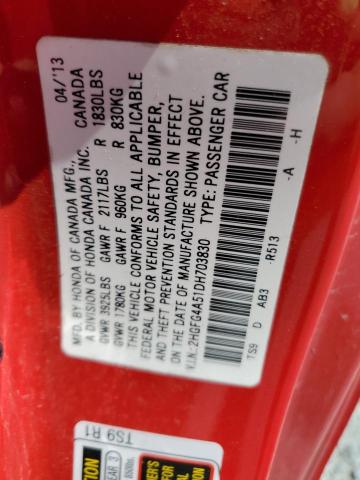 MFD. BY HONDA OF CANADA MFG., 04/'13
A DIVISION OF HONDA CANADA INC. CANADA
GVWR 3925LBS GAWR F 2117LBS R 1830LBS
GVWR 1780KG GAWR F 960KG R 830KG
THIS VEHICLE CONFORMS TO ALL APPLICABLE
FEDERAL MOTOR VEHICLE SAFETY, BUMPER,
AND THEFT PREVENTION STANDARDS IN EFFECT
ON THE DATE OF MANUFACTURE SHOWN ABOVE.
V.I.N.:2HGFG4A51DH703830 TYPE:PASSENGER CAR
TS9 D AB3 -R513 -A -H
TS9 R1